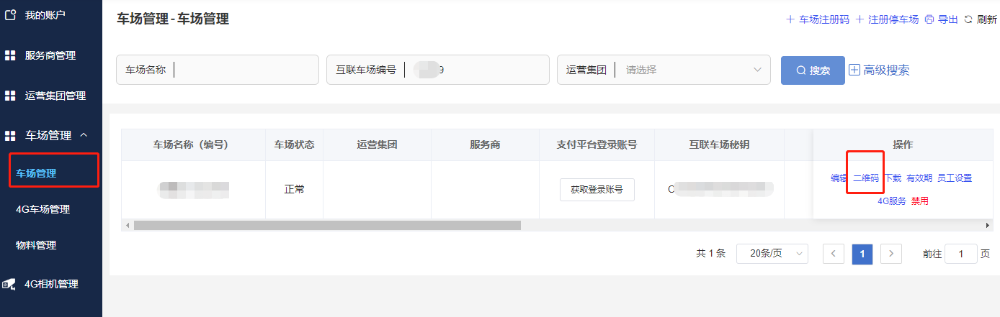 我的账户
服务商管理
运营集团管理
车场管理
车场管理
4G车场管理
物料管理
4G相机管理
车场管理 - 车场管理
车场注册码 注册停车场 导出 刷新
车场名称 互联车场编号 9 运营集团 请选择 搜索 高级搜索
车场名称（编号） 车场状态 运营集团 服务商 支付平台登录账号 互联车场秘钥 操作
正常 获取登录账号 编辑 二维码 下载 有效期 员工设置
4G服务 禁用
共 1 条 20条/页 1 前往 1 页